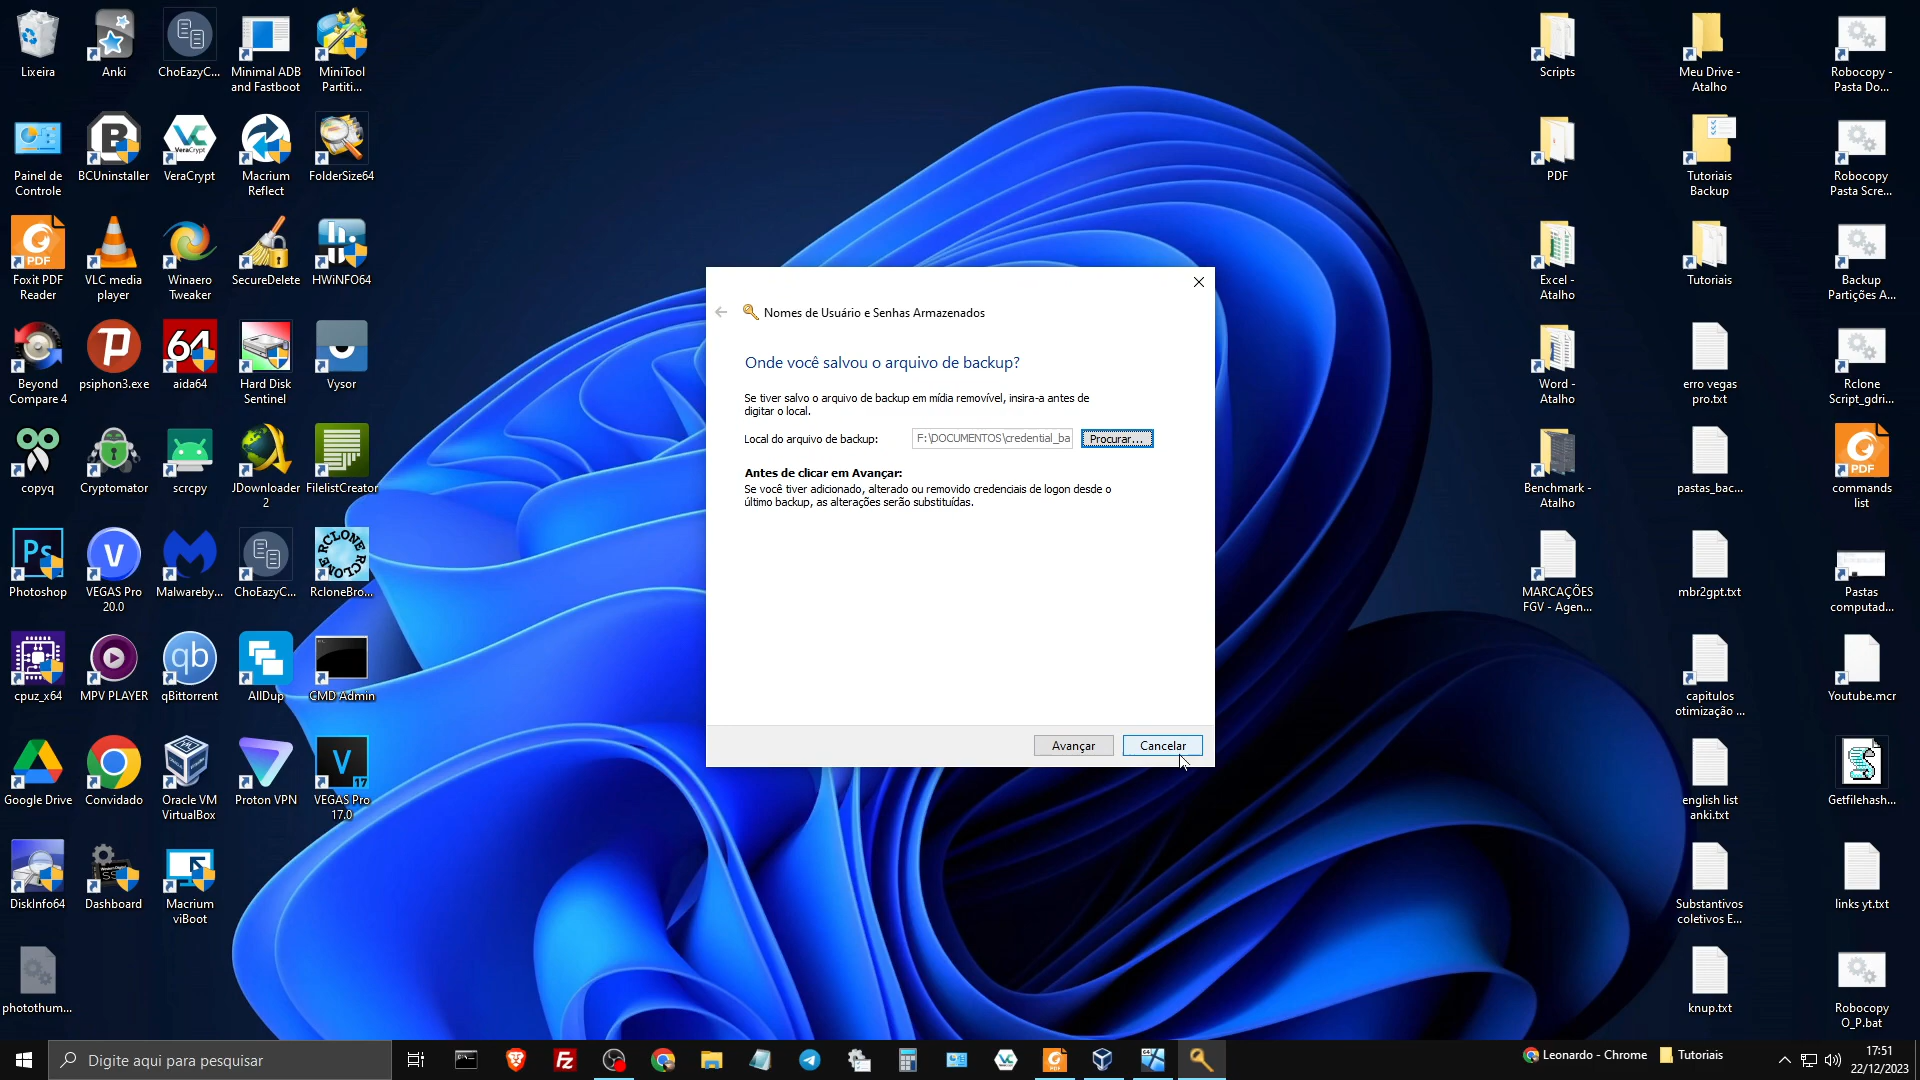 Lixeira
Anki
ChoEazyC...
Minimal ADB
and Fastboot
MiniTool
Partiti...
Painel de
Controle
BCUninstaller
VeraCrypt
Macrium
Reflect
FolderSize64
Foxit PDF
Reader
VLC media
player
Winaero
Tweaker
SecureDelete
HWiNFO64
Beyond
Compare 4
psiphon3.exe
aida64
Hard Disk
Sentinel
Vysor
copyq
Cryptomator
scrcpy
JDownloader
2
FilelistCreator
Photoshop
VEGAS Pro
20.0
Malwareby...
ChoEazyC...
RcloneBro...
cpuz_x64
MPV PLAYER
qBittorrent
AllDup
CMD Admin
Google Drive
Convidado
Oracle VM
VirtualBox
Proton VPN
VEGAS Pro
17.0
DiskInfo64
Dashboard
Macrium
viBoot
photothum...
Nomes de Usuário e Senhas Armazenados
Onde você salvou o arquivo de backup?
Se tiver salvo o arquivo de backup em mídia removível, insira-a antes de
digitar o local.
Local do arquivo de backup:
F:\DOCUMENTOS\credential_ba
Procurar...
Antes de clicar em Avançar:
Se você tiver adicionado, alterado ou removido credenciais de logon desde o
último backup, as alterações serão substituídas.
Avançar
Cancelar
Scripts
Meu Drive -
Atalho
Robocopy -
Pasta Do...
PDF
Tutoriais
Backup
Robocopy
Pasta Scre...
Excel -
Atalho
Tutoriais
Backup
Partições A...
Word -
Atalho
erro vegas
pro.txt
Rclone
Script_gdri...
Benchmark -
Atalho
pastas_bac...
commands
list
MARCAÇÕES
FGV - Agen...
mbr2gpt.txt
Pastas
computad...
capitulos
otimização ...
Youtube.mcr
english list
anki.txt
Getfilehash...
Substantivos
coletivos E...
links yt.txt
knup.txt
Robocopy
O_P.bat
Digite aqui para pesquisar
Leonardo - Chrome
Tutoriais
17:51
22/12/2023